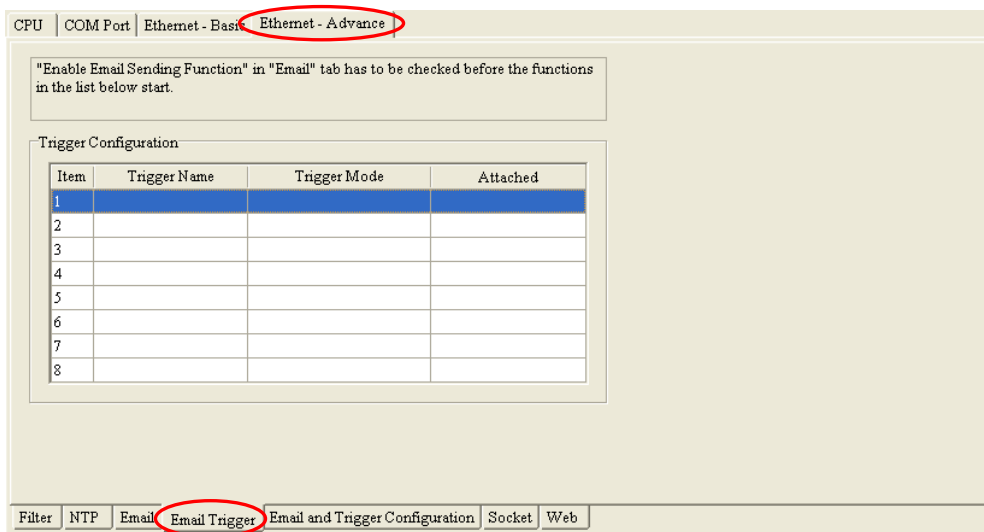 CPU COM Port Ethernet - Basic Ethernet - Advance
"Enable Email Sending Function" in "Email" tab has to be checked before the functions
in the list below start.
Trigger Configuration
Item Trigger Name Trigger Mode Attached
1
2
3
4
5
6
7
8
Filter NTP Email Email Trigger Email and Trigger Configuration Socket Web